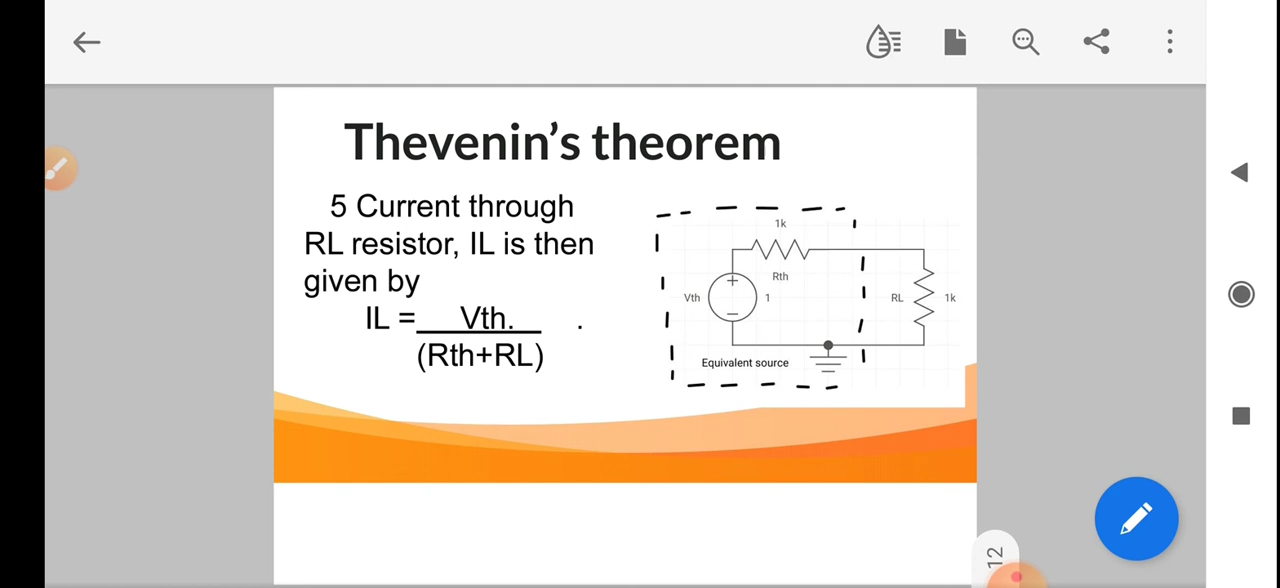 Thevenin's theorem
5 Current through
RL resistor, IL is then
given by
IL = Vth. .
(Rth+RL)
1k
Rth
Vth
1
RL
1k
Equivalent source
12